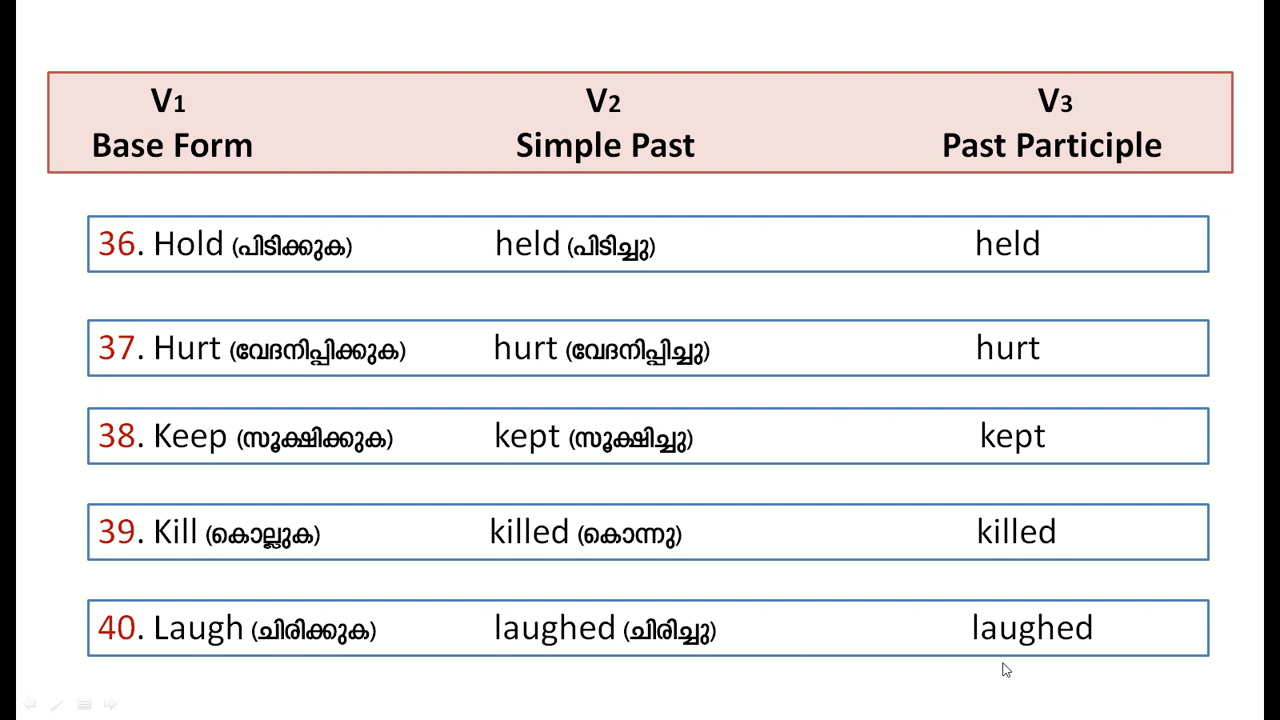 V1 V2 V3
Base Form Simple Past Past Participle
36. Hold (പിടിക്കുക) held (പിടിച്ചു) held
37. Hurt (വേദനിപ്പിക്കുക) hurt (വേദനിപ്പിച്ചു) hurt
38. Keep (സൂക്ഷിക്കുക) kept (സൂക്ഷിച്ചു) kept
39. Kill (കൊല്ലുക) killed (കൊന്നു) killed
40. Laugh (ചിരിക്കുക) laughed (ചിരിച്ചു) laughed